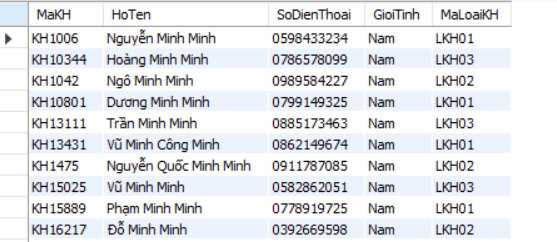 MaKH HoTen SoDienThoai GioiTinh MaLoaiKH
KH1006 Nguyễn Minh Minh 0598433234 Nam LKH01
KH10344 Hoàng Minh Minh 0786578099 Nam LKH03
KH1042 Ngô Minh Minh 0989584227 Nam LKH02
KH10801 Dương Minh Minh 0799149325 Nam LKH01
KH13111 Trần Minh Minh 0885173463 Nam LKH03
KH13431 Vũ Minh Công Minh 0862149674 Nam LKH01
KH1475 Nguyễn Quốc Minh Minh 0911787085 Nam LKH02
KH15025 Vũ Minh Minh 0582862051 Nam LKH03
KH15889 Phạm Minh Minh 0778919725 Nam LKH01
KH16217 Đỗ Minh Minh 0392669598 Nam LKH02